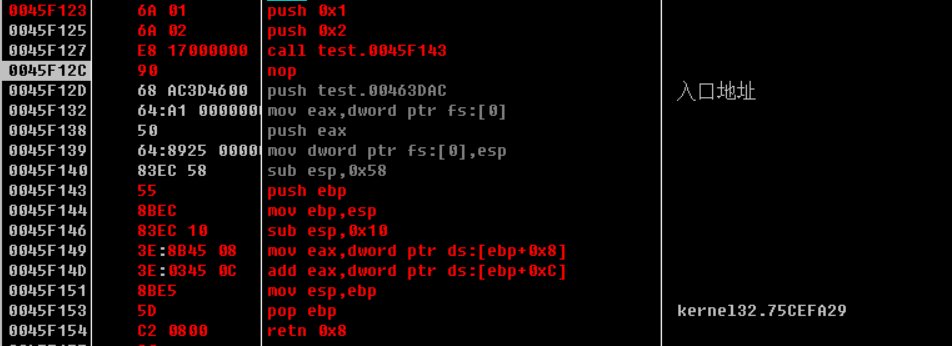 0045F123 6A 01 push 0x1
0045F125 6A 02 push 0x2
0045F127 E8 17000000 call test.0045F143
0045F12C 90 nop
0045F12D 68 AC3D4600 push test.00463DAC 入口地址
0045F132 64:A1 0000000 mov eax,dword ptr fs:[0]
0045F138 50 push eax
0045F139 64:8925 00000 mov dword ptr fs:[0],esp
0045F140 83EC 58 sub esp,0x58
0045F143 55 push ebp
0045F144 8BEC mov ebp,esp
0045F146 83EC 10 sub esp,0x10
0045F149 3E:8B45 08 mov eax,dword ptr ds:[ebp+0x8]
0045F14D 3E:0345 0C add eax,dword ptr ds:[ebp+0xC]
0045F151 8BE5 mov esp,ebp
0045F153 5D pop ebp kernel32.75CEFA29
0045F154 C2 0800 retn 0x8